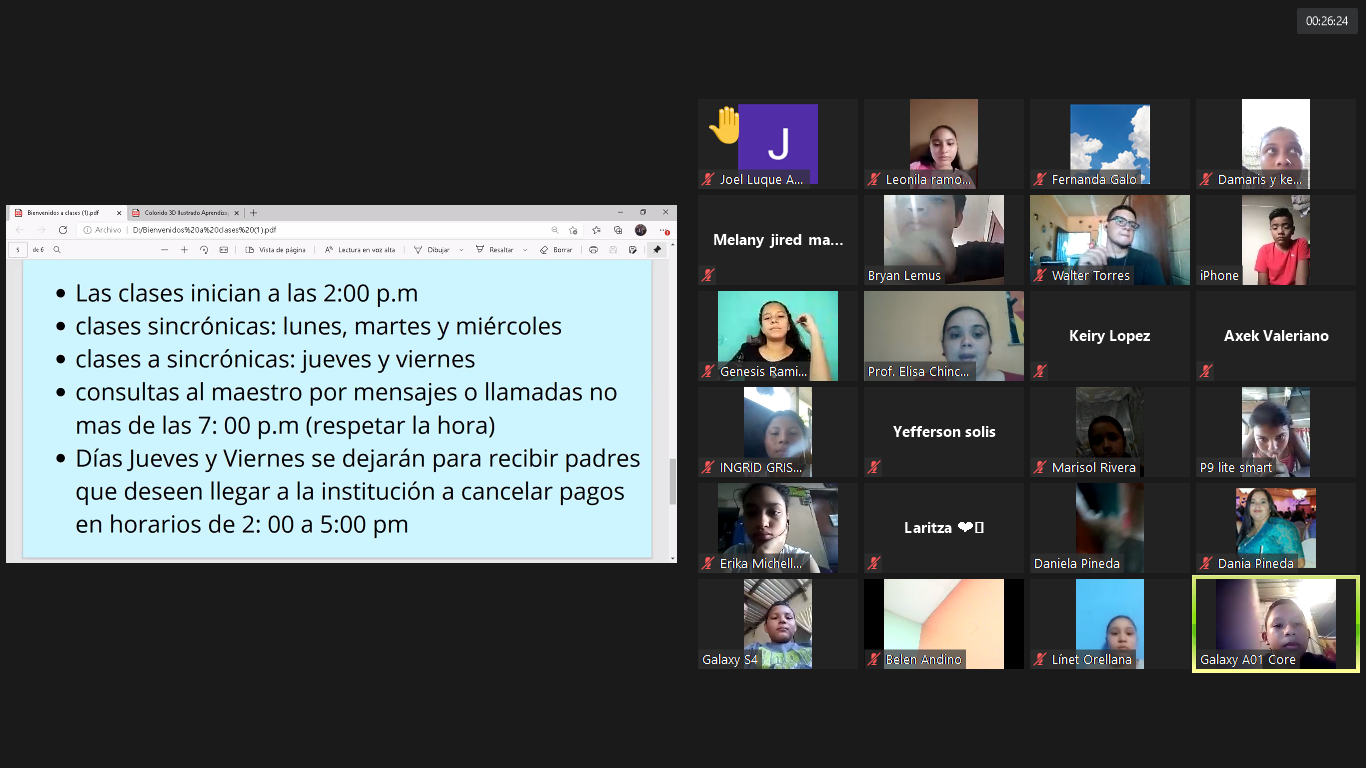 00:26:24
Bienvenidos a clases (1).pdf
Colorido 3D Ilustrado Aprendiza
Archivo | D:/Bienvenidos%20a%20clases%20(1).pdf
5 de 6
Vista de página
Lectura en voz alta
Dibujar
Resaltar
Borrar
• Las clases inician a las 2:00 p.m
• clases sincrónicas: lunes, martes y miércoles
• clases a sincrónicas: jueves y viernes
• consultas al maestro por mensajes o llamadas no
mas de las 7: 00 p.m (respetar la hora)
• Días Jueves y Viernes se dejarán para recibir padres
que deseen llegar a la institución a cancelar pagos
en horarios de 2: 00 a 5:00 pm
J
Joel Luque A...
Leonila ramo...
Fernanda Galo
Damaris y ke...
Melany jired ma...
Bryan Lemus
Walter Torres
iPhone
Genesis Rami...
Prof. Elisa Chinc...
Keiry Lopez
Axek Valeriano
INGRID GRIS...
Yefferson solis
Marisol Rivera
P9 lite smart
Erika Michell...
Laritza ❤▯
Daniela Pineda
Dania Pineda
Galaxy S4
Belen Andino
Línet Orellana
Galaxy A01 Core